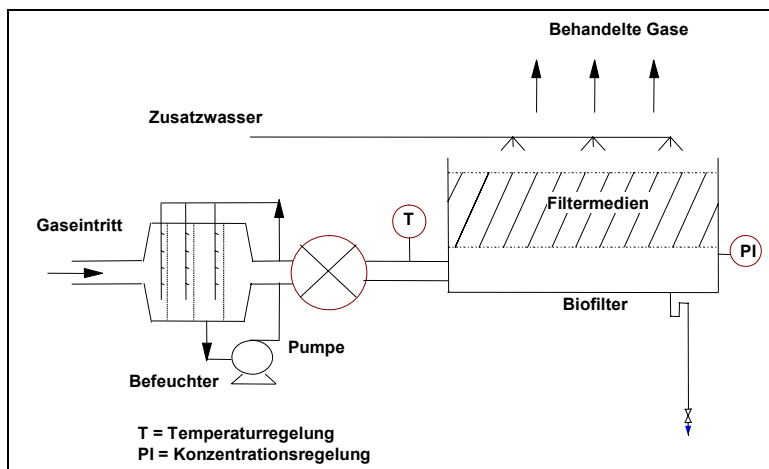 Behandelte Gase
Zusatzwasser
Gaseintritt
T
Filtermedien
PI
Biofilter
Pumpe
Befeuchter
T = Temperaturregelung
PI = Konzentrationsregelung